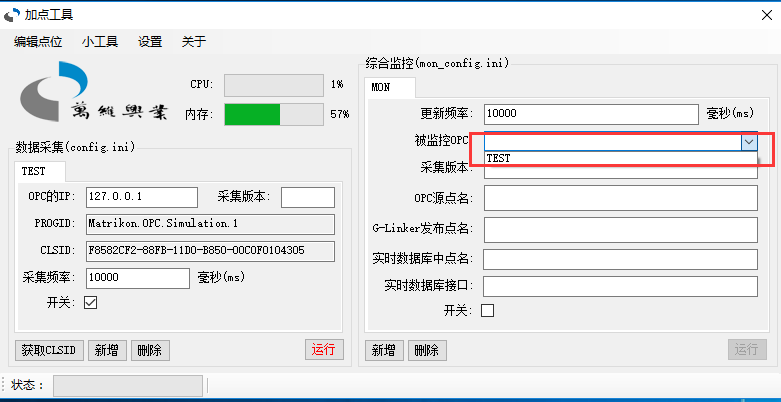 加点工具
编辑点位 小工具 设置 关于
萬維興業
CPU: 1%
内存: 57%
数据采集(config.ini)
TEST
OPC的IP: 127.0.0.1 采集版本:
PROGID: Matrikon.OPC.Simulation.1
CLSID: F8582CF2-88FB-11D0-B850-00C0F0104305
采集频率: 10000 毫秒(ms)
开关:
获取CLSID 新增 删除 运行
综合监控(mon_config.ini)
MON
更新频率: 10000 毫秒(ms)
被监控OPC
TEST
采集版本:
OPC源点名:
G-Linker发布点名:
实时数据库中点名:
实时数据库接口:
开关:
新增 删除 运行
状态：